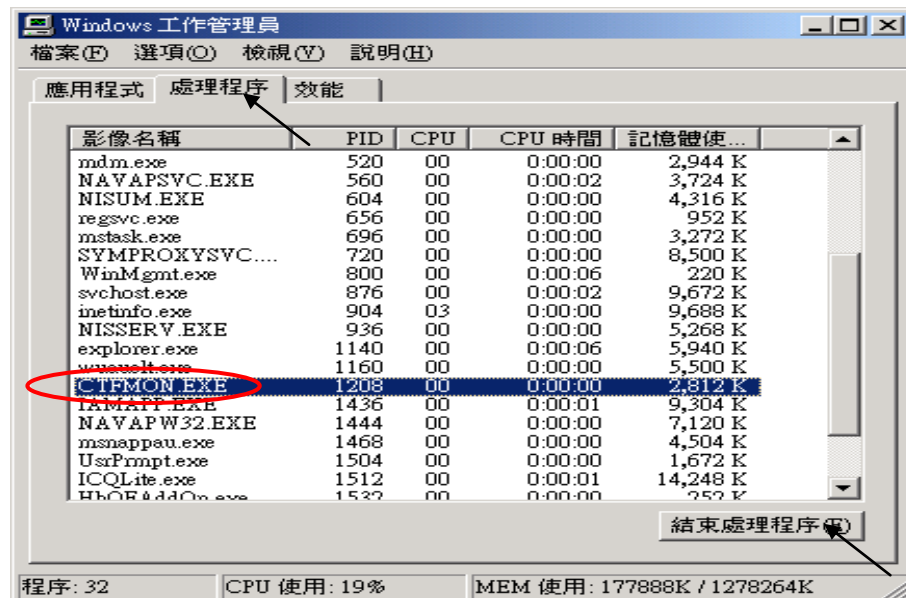 Windows 工作管理員
檔案(F) 選項(O) 檢視(V) 說明(H)
應用程式 處理程序 效能
影像名稱 PID CPU CPU 時間 記憶體使...
mdm.exe 520 00 0:00:00 2,944 K
NAVAPSVC.EXE 560 00 0:00:02 3,724 K
NISUM.EXE 604 00 0:00:00 4,316 K
regsvc.exe 656 00 0:00:00 952 K
mstask.exe 696 00 0:00:00 3,272 K
SYMPROXYSVC.... 720 00 0:00:00 8,500 K
WinMgmt.exe 800 00 0:00:06 220 K
svchost.exe 876 00 0:00:02 9,672 K
inetinfo.exe 904 03 0:00:00 9,688 K
NISSERV.EXE 936 00 0:00:00 5,268 K
explorer.exe 1140 00 0:00:06 5,940 K
wuauclt.exe 1160 00 0:00:00 5,500 K
CTFMON.EXE 1208 00 0:00:00 2,812 K
IAMAPP.EXE 1436 00 0:00:01 9,304 K
NAVAPW32.EXE 1444 00 0:00:00 7,120 K
msnappau.exe 1468 00 0:00:00 4,504 K
UsrPrmpt.exe 1504 00 0:00:00 1,672 K
ICQLite.exe 1512 00 0:00:01 14,248 K
HbOEAddOn.exe 1532 00 0:00:00 252 K
結束處理程序(E)
程序: 32 CPU 使用: 19% MEM 使用: 177888K / 1278264K